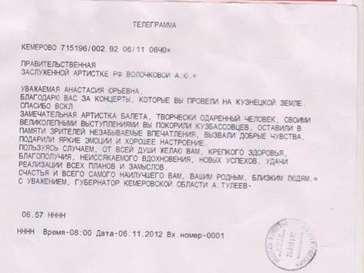 ТЕЛЕГРАММА
КЕМЕРОВО 715196/002 92 06/11 0640=
ПРАВИТЕЛЬСТВЕННАЯ
ЗАСЛУЖЕННОЙ АРТИСТКЕ РФ ВОЛОЧКОВОЙ А.Ю.=
УВАЖАЕМАЯ АНАСТАСИЯ ЮРЬЕВНА,
БЛАГОДАРЮ ВАС ЗА КОНЦЕРТЫ, КОТОРЫЕ ВЫ ПРОВЕЛИ НА КУЗНЕЦКОЙ ЗЕМЛЕ,
СПАСИБО ВСКЛ
ЗАМЕЧАТЕЛЬНАЯ АРТИСТКА БАЛЕТА, ТВОРЧЕСКИ ОДАРЕННЫЙ ЧЕЛОВЕК, СВОИМИ
ВЕЛИКОЛЕПНЫМИ ВЫСТУПЛЕНИЯМИ ВЫ ПОКОРИЛИ КУЗБАССОВЦЕВ, ОСТАВИЛИ В
ПАМЯТИ ЗРИТЕЛЕЙ НЕЗАБЫВАЕМЫЕ ВПЕЧАТЛЕНИЯ, ВЫЗВАЛИ ДОБРЫЕ ЧУВСТВА,
ПОДАРИЛИ ЯРКИЕ ЭМОЦИИ И ХОРОШЕЕ НАСТРОЕНИЕ.
ПОЛЬЗУЯСЬ СЛУЧАЕМ, ОТ ВСЕЙ ДУШИ ЖЕЛАЮ ВАМ, КРЕПКОГО ЗДОРОВЬЯ,
БЛАГОПОЛУЧИЯ, НЕИССЯКАЕМОГО ВДОХНОВЕНИЯ, НОВЫХ УСПЕХОВ, УДАЧИ
РЕАЛИЗАЦИИ ВСЕХ ПЛАНОВ И ЗАМЫСЛОВ.
СЧАСТЬЯ И ВСЕГО САМОГО НАИЛУЧШЕГО ВАМ, ВАШИМ РОДНЫМ, БЛИЗКИМ ЛЮДЯМ.=
С УВАЖЕНИЕМ, ГУБЕРНАТОР КЕМЕРОВСКОЙ ОБЛАСТИ А.ТУЛЕЕВ-
06.57 НННН
НННН Время-08:00 Дата-06.11.2012 Вх.номер-0001